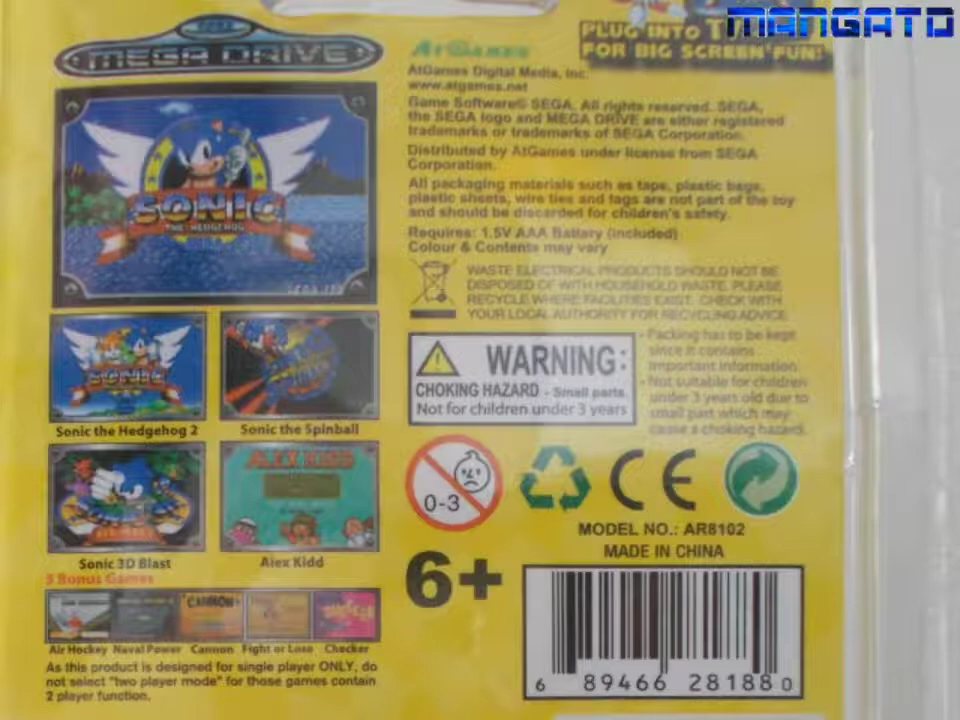 SEGA
MEGA DRIVE
SONIC
THE HEDGEHOG
Sonic the Hedgehog 2
Sonic the Spinball
ALEX KIDD
Sonic 3D Blast
Alex Kidd
5 Bonus Games
CANNON
Air Hockey Naval Power Cannon Fight or Lose Checker
As this product is designed for single player ONLY, do
not select "two player mode" for those games contain
2 player function.
MANGATO
PLUG INTO
FOR BIG SCREEN FUN!
AtGames
AtGames Digital Media, Inc.
www.atgames.net
Game Software© SEGA. All rights reserved. SEGA,
the SEGA logo and MEGA DRIVE are either registered
trademarks or trademarks of SEGA Corporation.
Distributed by AtGames under license from SEGA
Corporation.
All packaging materials such as tape, plastic bags,
plastic sheets, wire ties and tags are not part of the toy
and should be discarded for children's safety.
Requires: 1.5V AAA Battery (Included)
Colour & Contents may vary
WASTE ELECTRICAL PRODUCTS SHOULD NOT BE
DISPOSED OF WITH HOUSEHOLD WASTE. PLEASE
RECYCLE WHERE FACILITIES EXIST. CHECK WITH
YOUR LOCAL AUTHORITY FOR RECYCLING ADVICE
WARNING:
CHOKING HAZARD - Small parts.
Not for children under 3 years
- Packing has to be kept
since it contains
important information.
- Not suitable for children
under 3 years old due to
small part which may
cause a choking hazard.
0-3
CE
MODEL NO.: AR8102
MADE IN CHINA
6+
6 89466 28188 0